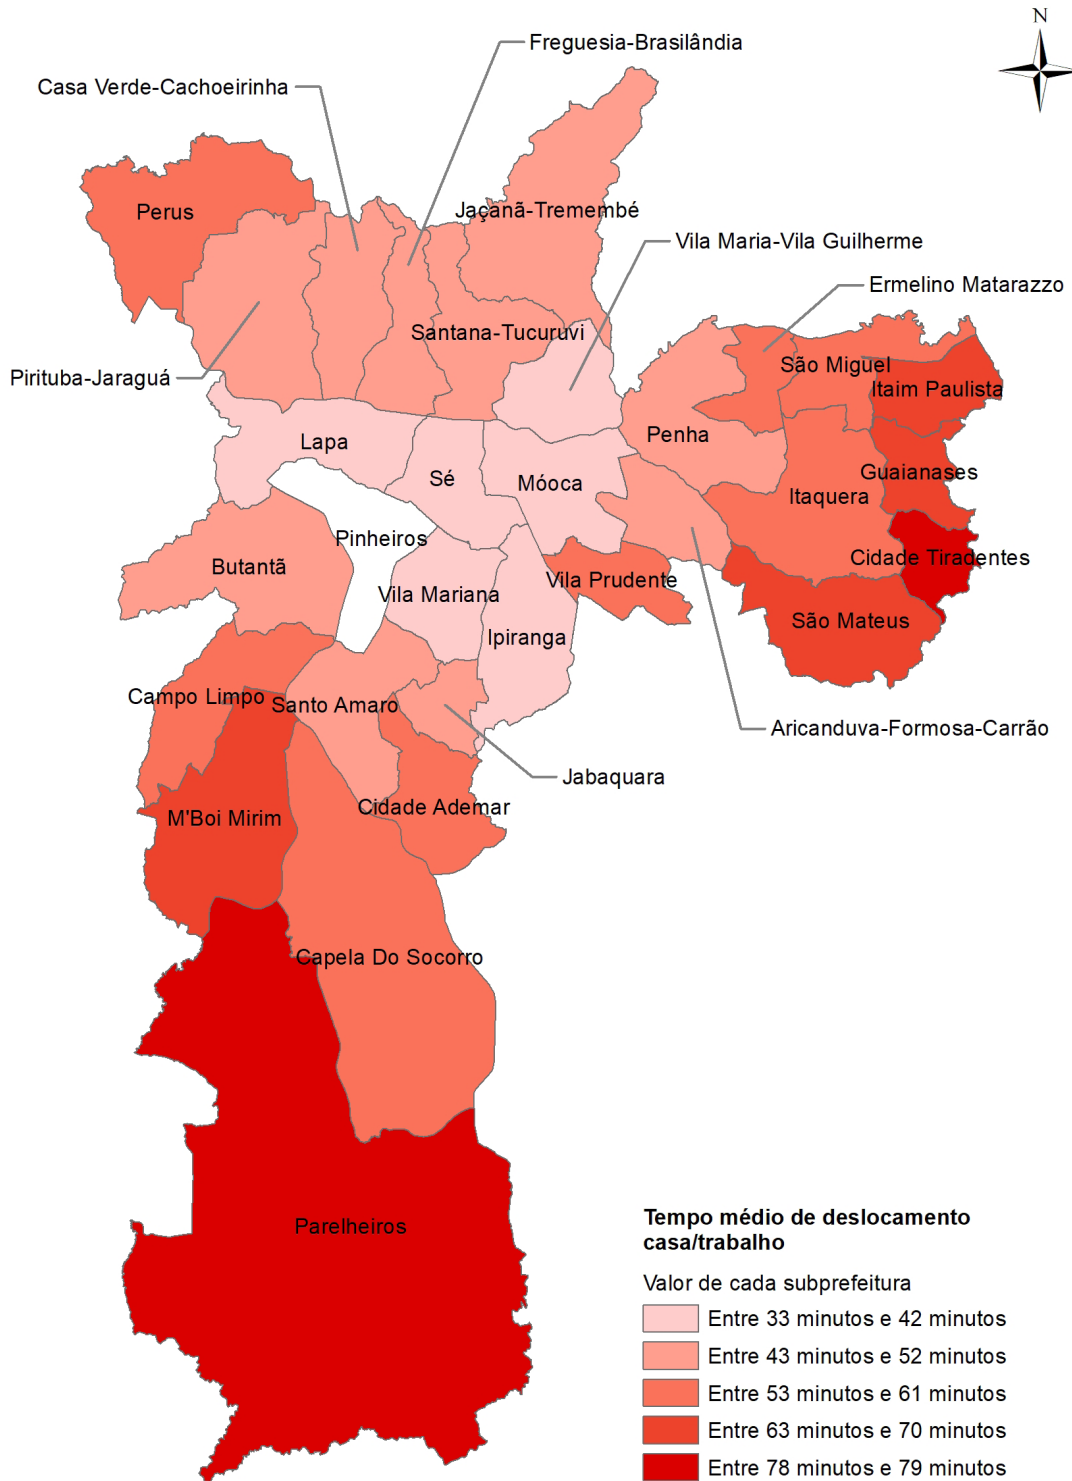 N
Freguesia-Brasilândia
Casa Verde-Cachoeirinha
Perus
Jaçanã-Tremembé
Vila Maria-Vila Guilherme
Ermelino Matarazzo
Santana-Tucuruvi
São Miguel
Pirituba-Jaraguá
Itaim Paulista
Lapa
Penha
Sé
Móoca
Guaianases
Itaquera
Pinheiros
Butantã
Cidade Tiradentes
Vila Prudente
Vila Mariana
São Mateus
Ipiranga
Campo Limpo
Santo Amaro
Aricanduva-Formosa-Carrão
Jabaquara
Cidade Ademar
M'Boi Mirim
Capela Do Socorro
Parelheiros
Tempo médio de deslocamento
casa/trabalho
Valor de cada subprefeitura
Entre 33 minutos e 42 minutos
Entre 43 minutos e 52 minutos
Entre 53 minutos e 61 minutos
Entre 63 minutos e 70 minutos
Entre 78 minutos e 79 minutos